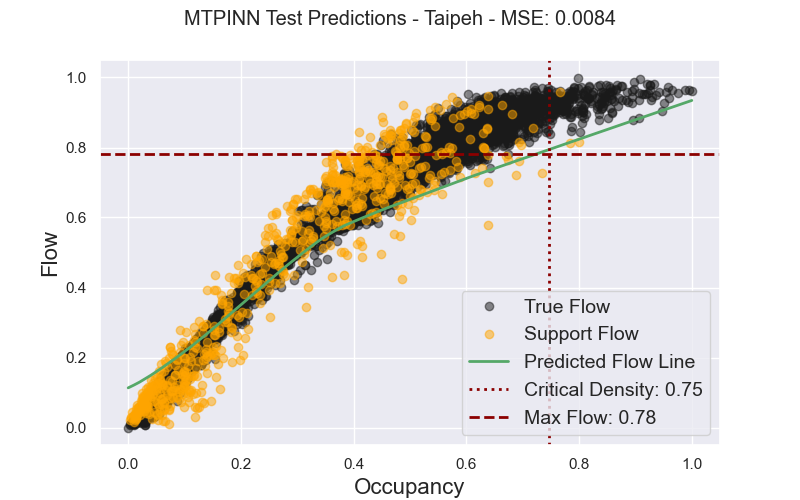 MTPINN Test Predictions - Taipeh - MSE: 0.0084
1.0
0.8
0.6
0.4
0.2
0.0
Flow
True Flow
Support Flow
Predicted Flow Line
Critical Density: 0.75
Max Flow: 0.78
0.0 0.2 0.4 0.6 0.8 1.0
Occupancy